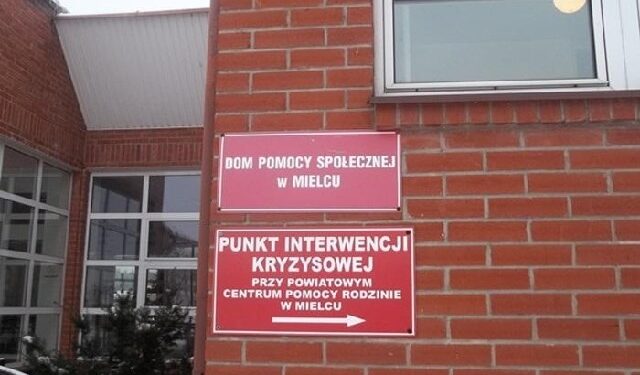 DOM POMOCY SPOŁECZNEJ
w MIELCU
PUNKT INTERWENCJI
KRYZYSOWEJ
PRZY POWIATOWYM
CENTRUM POMOCY RODZINIE
W MIELCU